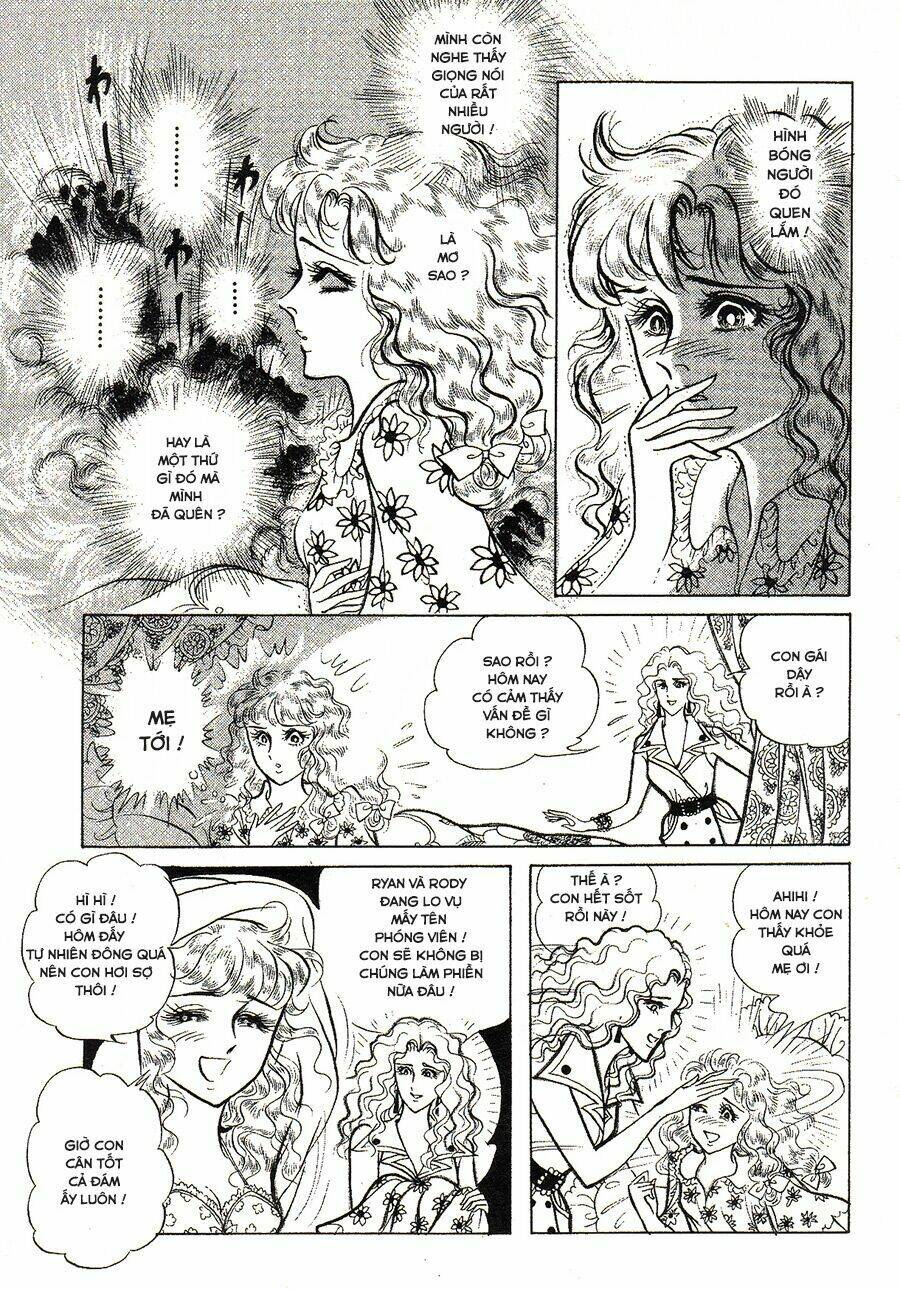 HÌNH
BÓNG
NGƯỜI
ĐÓ
QUEN
LẮM !
MÌNH CÒN
NGHE THẤY
GIỌNG NÓI
CỦA RẤT
NHIỀU
NGƯỜI !
LÀ
MƠ
SAO ?
わ
わ
.........
.........
.......
.......
HAY LÀ
MỘT THỨ
GÌ ĐÓ MÀ
MÌNH
ĐÃ QUÊN ?
CON GÁI
DẬY
RỒI À ?
SAO RỒI ?
HÔM NAY
CÓ CẢM THẤY
VẤN ĐỀ GÌ
KHÔNG ?
MẸ
TỚI !
AHIHI !
HÔM NAY CON
THẤY KHỎE
QUÁ
MẸ ƠI !
THẾ À ?
CON HẾT SỐT
RỒI NÀY !
RYAN VÀ RODY
ĐANG LO VỤ
MẤY TÊN
PHÓNG VIÊN !
CON SẼ KHÔNG BỊ
CHÚNG LÀM PHIỀN
NỮA ĐÂU !
HÌ HÌ !
CÓ GÌ ĐÂU !
HÔM ĐẤY
TỰ NHIÊN ĐÔNG QUÁ
NÊN CON HƠI SỢ
THÔI !
GIỜ CON
CÂN TỐT
CẢ ĐÁM
ẤY LUÔN !